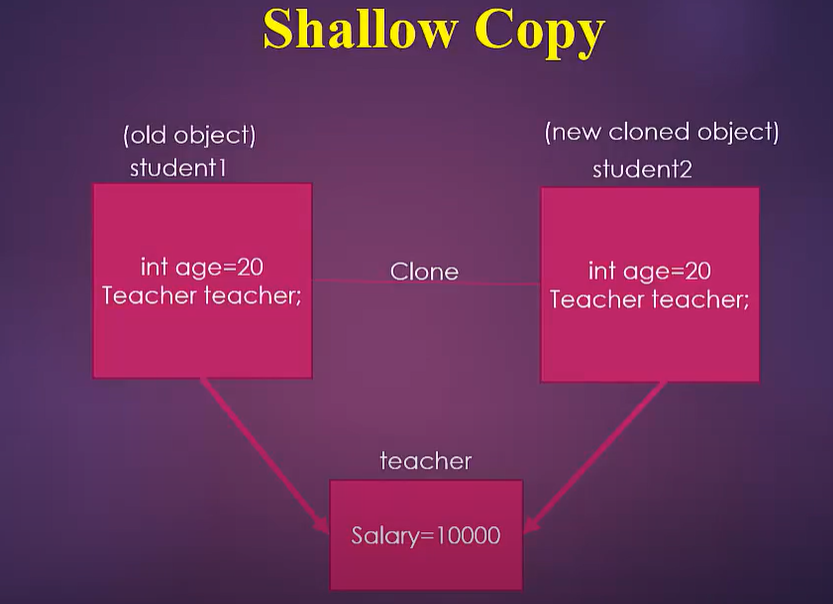 Shallow Copy
(old object)
student1
(new cloned object)
student2
int age=20
Teacher teacher;
Clone
int age=20
Teacher teacher;
teacher
Salary=10000